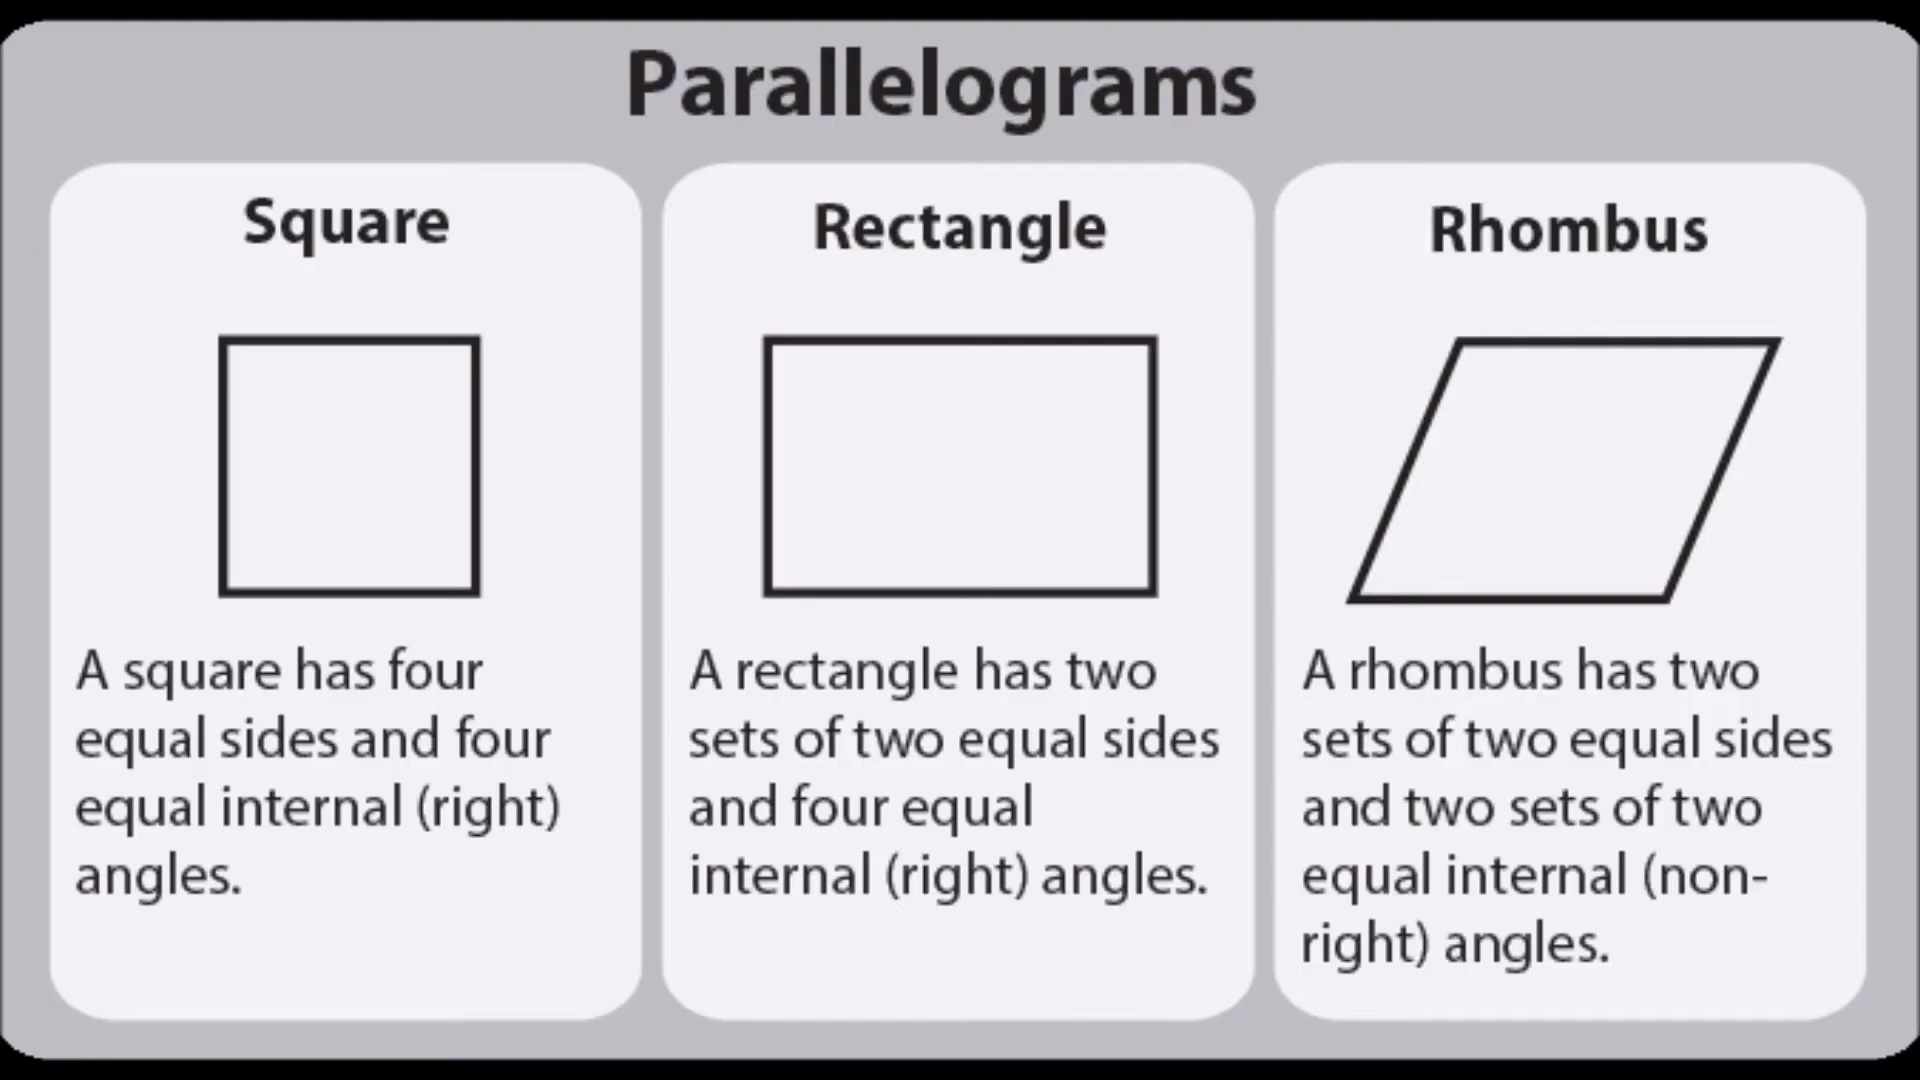 Parallelograms
Square
A square has four
equal sides and four
equal internal (right)
angles.
Rectangle
A rectangle has two
sets of two equal sides
and four equal
internal (right) angles.
Rhombus
A rhombus has two
sets of two equal sides
and two sets of two
equal internal (non-
right) angles.